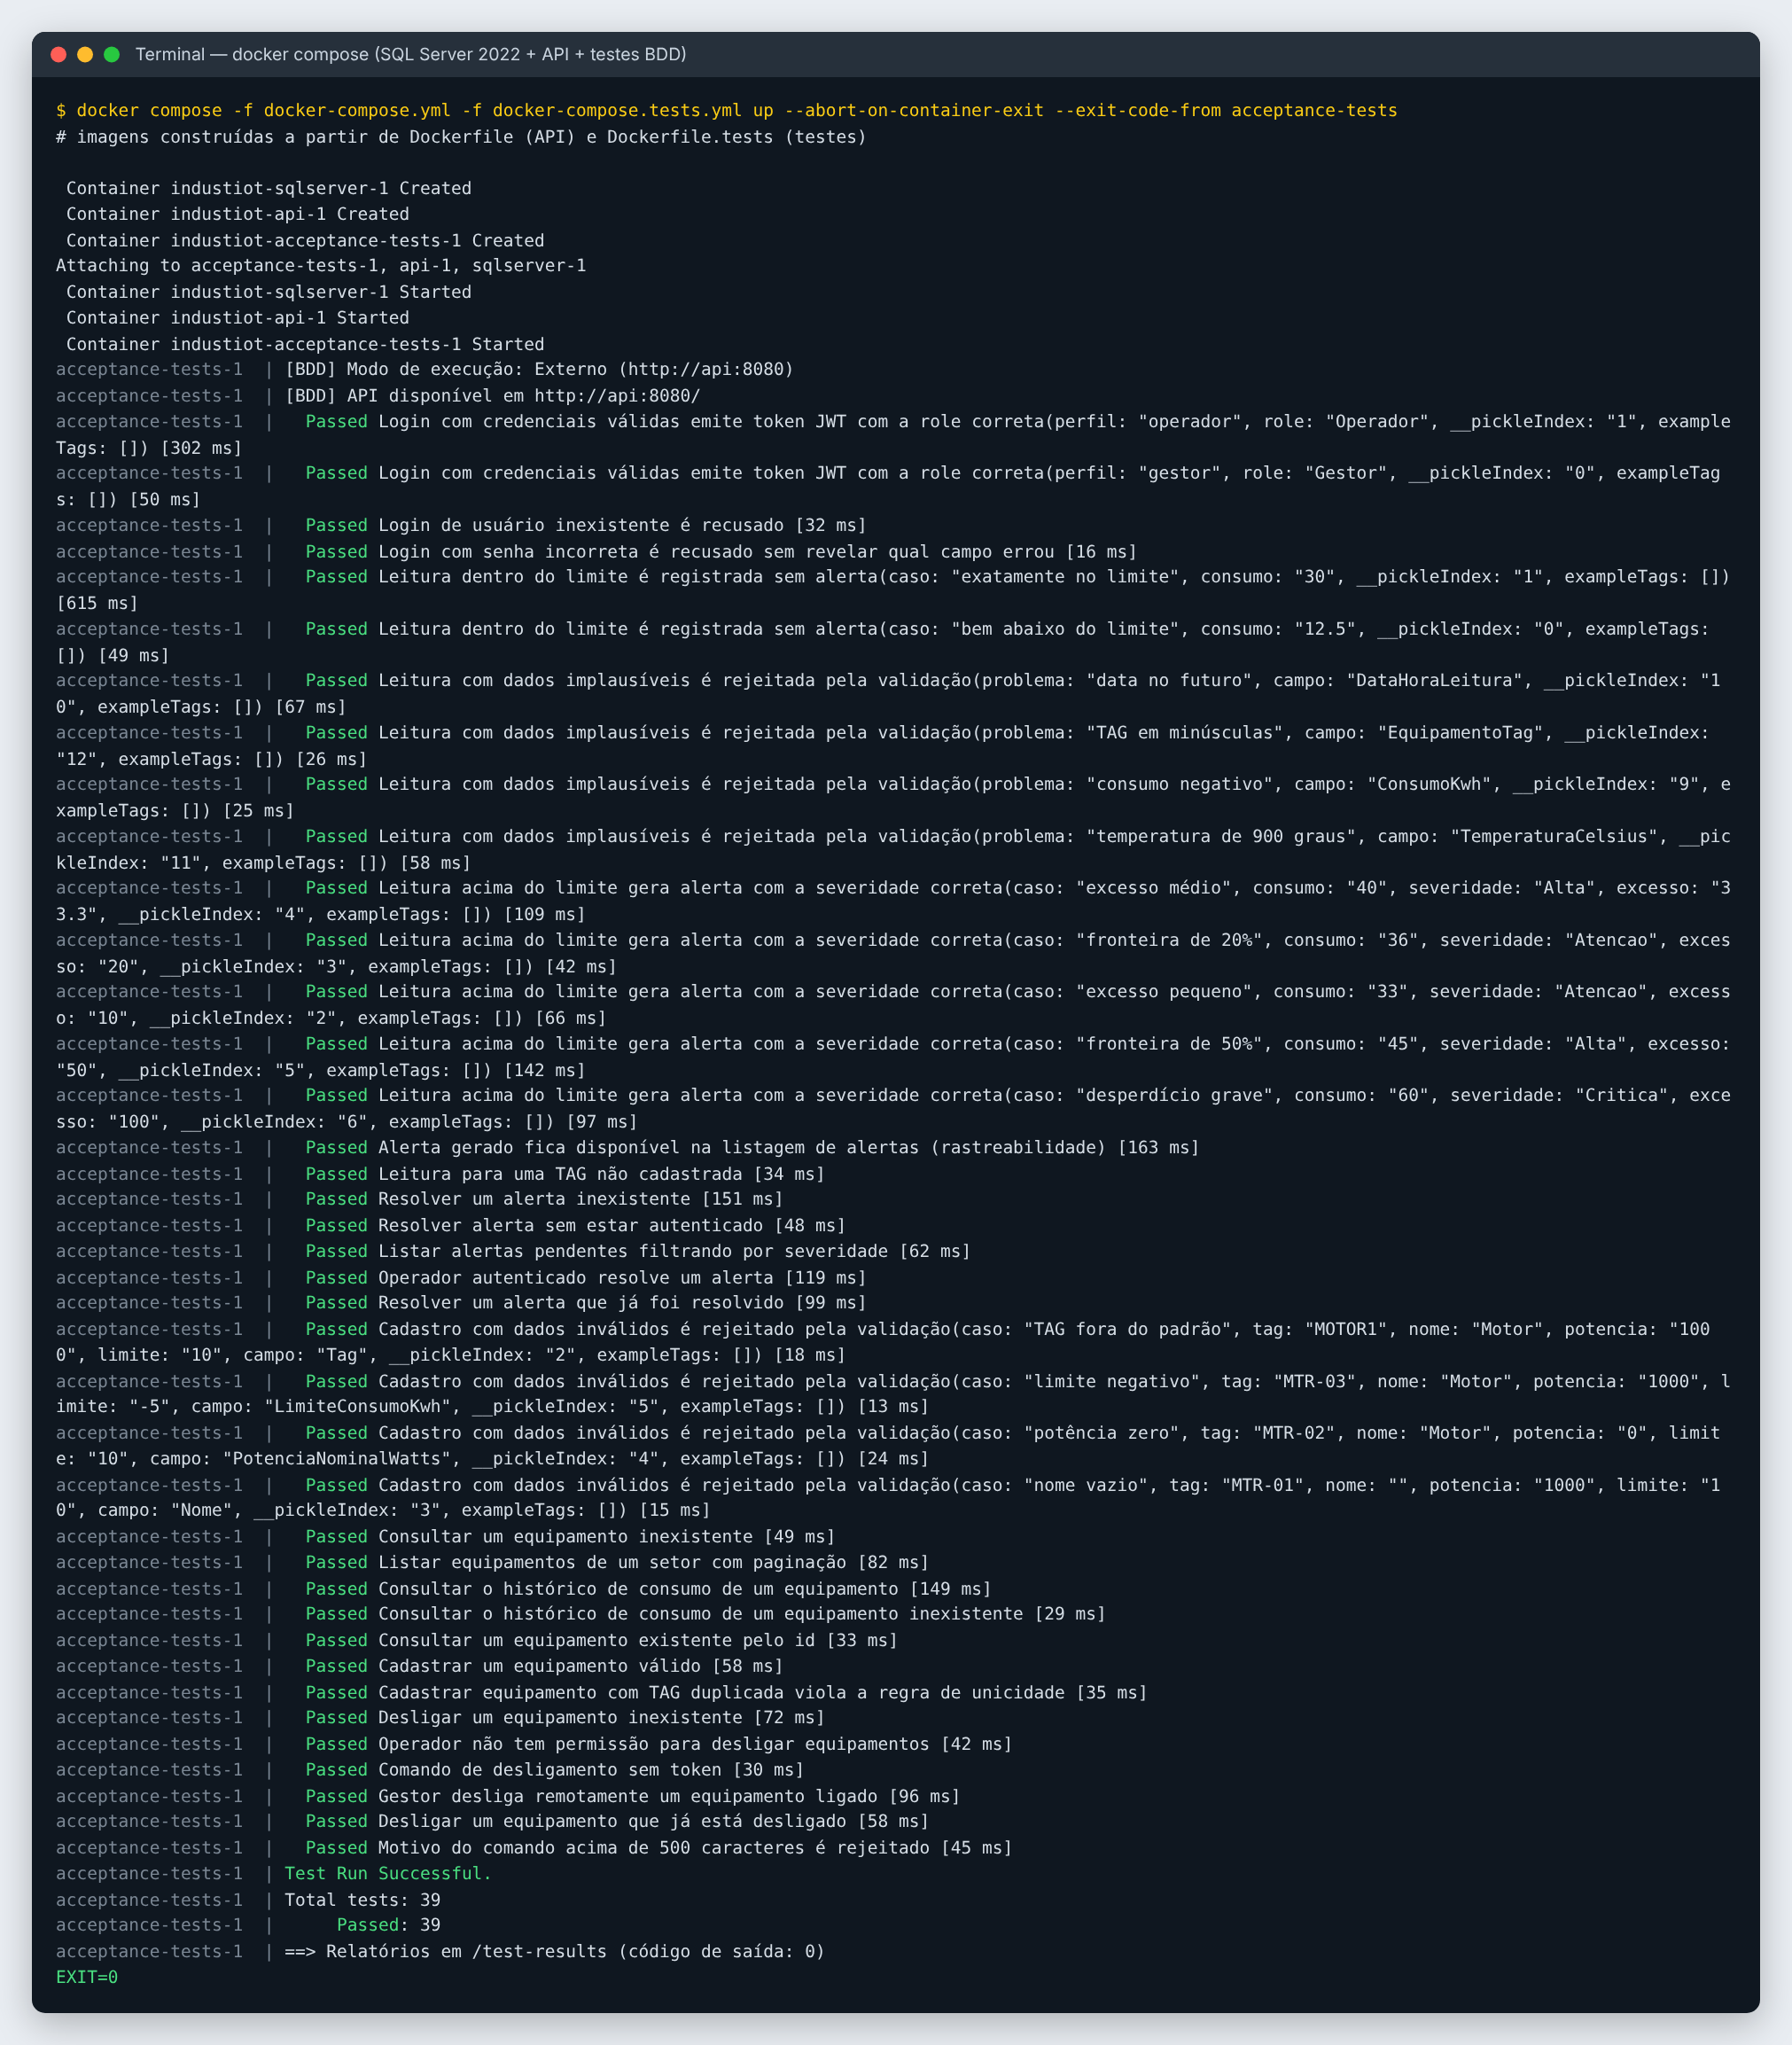 Terminal — docker compose (SQL Server 2022 + API + testes BDD)
$ docker compose -f docker-compose.yml -f docker-compose.tests.yml up --abort-on-container-exit --exit-code-from acceptance-tests
# imagens construídas a partir de Dockerfile (API) e Dockerfile.tests (testes)
Container industiot-sqlserver-1 Created
Container industiot-api-1 Created
Container industiot-acceptance-tests-1 Created
Attaching to acceptance-tests-1, api-1, sqlserver-1
Container industiot-sqlserver-1 Started
Container industiot-api-1 Started
Container industiot-acceptance-tests-1 Started
acceptance-tests-1  | [BDD] Modo de execução: Externo (http://api:8080)
acceptance-tests-1  | [BDD] API disponível em http://api:8080/
acceptance-tests-1  |   Passed Login com credenciais válidas emite token JWT com a role correta(perfil: "operador", role: "Operador", __pickleIndex: "1", example
Tags: []) [302 ms]
acceptance-tests-1  |   Passed Login com credenciais válidas emite token JWT com a role correta(perfil: "gestor", role: "Gestor", __pickleIndex: "0", exampleTag
s: []) [50 ms]
acceptance-tests-1  |   Passed Login de usuário inexistente é recusado [32 ms]
acceptance-tests-1  |   Passed Login com senha incorreta é recusado sem revelar qual campo errou [16 ms]
acceptance-tests-1  |   Passed Leitura dentro do limite é registrada sem alerta(caso: "exatamente no limite", consumo: "30", __pickleIndex: "1", exampleTags: [])
[615 ms]
acceptance-tests-1  |   Passed Leitura dentro do limite é registrada sem alerta(caso: "bem abaixo do limite", consumo: "12.5", __pickleIndex: "0", exampleTags:
[]) [49 ms]
acceptance-tests-1  |   Passed Leitura com dados implausíveis é rejeitada pela validação(problema: "data no futuro", campo: "DataHoraLeitura", __pickleIndex: "1
0", exampleTags: []) [67 ms]
acceptance-tests-1  |   Passed Leitura com dados implausíveis é rejeitada pela validação(problema: "TAG em minúsculas", campo: "EquipamentoTag", __pickleIndex:
"12", exampleTags: []) [26 ms]
acceptance-tests-1  |   Passed Leitura com dados implausíveis é rejeitada pela validação(problema: "consumo negativo", campo: "ConsumoKwh", __pickleIndex: "9", e
xampleTags: []) [25 ms]
acceptance-tests-1  |   Passed Leitura com dados implausíveis é rejeitada pela validação(problema: "temperatura de 900 graus", campo: "TemperaturaCelsius", __pic
kleIndex: "11", exampleTags: []) [58 ms]
acceptance-tests-1  |   Passed Leitura acima do limite gera alerta com a severidade correta(caso: "excesso médio", consumo: "40", severidade: "Alta", excesso: "3
3.3", __pickleIndex: "4", exampleTags: []) [109 ms]
acceptance-tests-1  |   Passed Leitura acima do limite gera alerta com a severidade correta(caso: "fronteira de 20%", consumo: "36", severidade: "Atencao", exces
so: "20", __pickleIndex: "3", exampleTags: []) [42 ms]
acceptance-tests-1  |   Passed Leitura acima do limite gera alerta com a severidade correta(caso: "excesso pequeno", consumo: "33", severidade: "Atencao", excess
o: "10", __pickleIndex: "2", exampleTags: []) [66 ms]
acceptance-tests-1  |   Passed Leitura acima do limite gera alerta com a severidade correta(caso: "fronteira de 50%", consumo: "45", severidade: "Alta", excesso:
"50", __pickleIndex: "5", exampleTags: []) [142 ms]
acceptance-tests-1  |   Passed Leitura acima do limite gera alerta com a severidade correta(caso: "desperdício grave", consumo: "60", severidade: "Critica", exce
sso: "100", __pickleIndex: "6", exampleTags: []) [97 ms]
acceptance-tests-1  |   Passed Alerta gerado fica disponível na listagem de alertas (rastreabilidade) [163 ms]
acceptance-tests-1  |   Passed Leitura para uma TAG não cadastrada [34 ms]
acceptance-tests-1  |   Passed Resolver um alerta inexistente [151 ms]
acceptance-tests-1  |   Passed Resolver alerta sem estar autenticado [48 ms]
acceptance-tests-1  |   Passed Listar alertas pendentes filtrando por severidade [62 ms]
acceptance-tests-1  |   Passed Operador autenticado resolve um alerta [119 ms]
acceptance-tests-1  |   Passed Resolver um alerta que já foi resolvido [99 ms]
acceptance-tests-1  |   Passed Cadastro com dados inválidos é rejeitado pela validação(caso: "TAG fora do padrão", tag: "MOTOR1", nome: "Motor", potencia: "100
0", limite: "10", campo: "Tag", __pickleIndex: "2", exampleTags: []) [18 ms]
acceptance-tests-1  |   Passed Cadastro com dados inválidos é rejeitado pela validação(caso: "limite negativo", tag: "MTR-03", nome: "Motor", potencia: "1000", l
imite: "-5", campo: "LimiteConsumoKwh", __pickleIndex: "5", exampleTags: []) [13 ms]
acceptance-tests-1  |   Passed Cadastro com dados inválidos é rejeitado pela validação(caso: "potência zero", tag: "MTR-02", nome: "Motor", potencia: "0", limit
e: "10", campo: "PotenciaNominalWatts", __pickleIndex: "4", exampleTags: []) [24 ms]
acceptance-tests-1  |   Passed Cadastro com dados inválidos é rejeitado pela validação(caso: "nome vazio", tag: "MTR-01", nome: "", potencia: "1000", limite: "1
0", campo: "Nome", __pickleIndex: "3", exampleTags: []) [15 ms]
acceptance-tests-1  |   Passed Consultar um equipamento inexistente [49 ms]
acceptance-tests-1  |   Passed Listar equipamentos de um setor com paginação [82 ms]
acceptance-tests-1  |   Passed Consultar o histórico de consumo de um equipamento [149 ms]
acceptance-tests-1  |   Passed Consultar o histórico de consumo de um equipamento inexistente [29 ms]
acceptance-tests-1  |   Passed Consultar um equipamento existente pelo id [33 ms]
acceptance-tests-1  |   Passed Cadastrar um equipamento válido [58 ms]
acceptance-tests-1  |   Passed Cadastrar equipamento com TAG duplicada viola a regra de unicidade [35 ms]
acceptance-tests-1  |   Passed Desligar um equipamento inexistente [72 ms]
acceptance-tests-1  |   Passed Operador não tem permissão para desligar equipamentos [42 ms]
acceptance-tests-1  |   Passed Comando de desligamento sem token [30 ms]
acceptance-tests-1  |   Passed Gestor desliga remotamente um equipamento ligado [96 ms]
acceptance-tests-1  |   Passed Desligar um equipamento que já está desligado [58 ms]
acceptance-tests-1  |   Passed Motivo do comando acima de 500 caracteres é rejeitado [45 ms]
acceptance-tests-1  | Test Run Successful.
acceptance-tests-1  | Total tests: 39
acceptance-tests-1  |      Passed: 39
acceptance-tests-1  | ==> Relatórios em /test-results (código de saída: 0)
EXIT=0